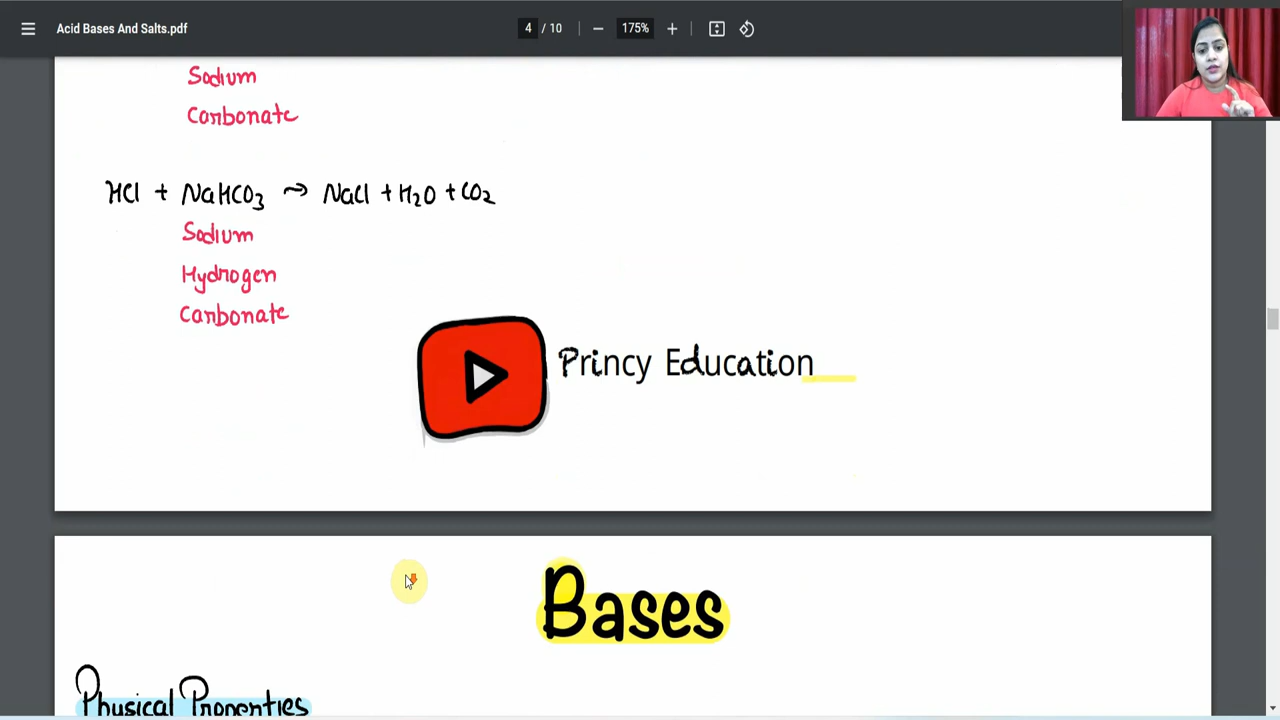 Acid Bases And Salts.pdf
4 / 10
175%
Sodium
Carbonate
HCl + NaHCO3 → NaCl + H2O + CO2
Sodium
Hydrogen
Carbonate
Princy Education
Bases
Physical Properties